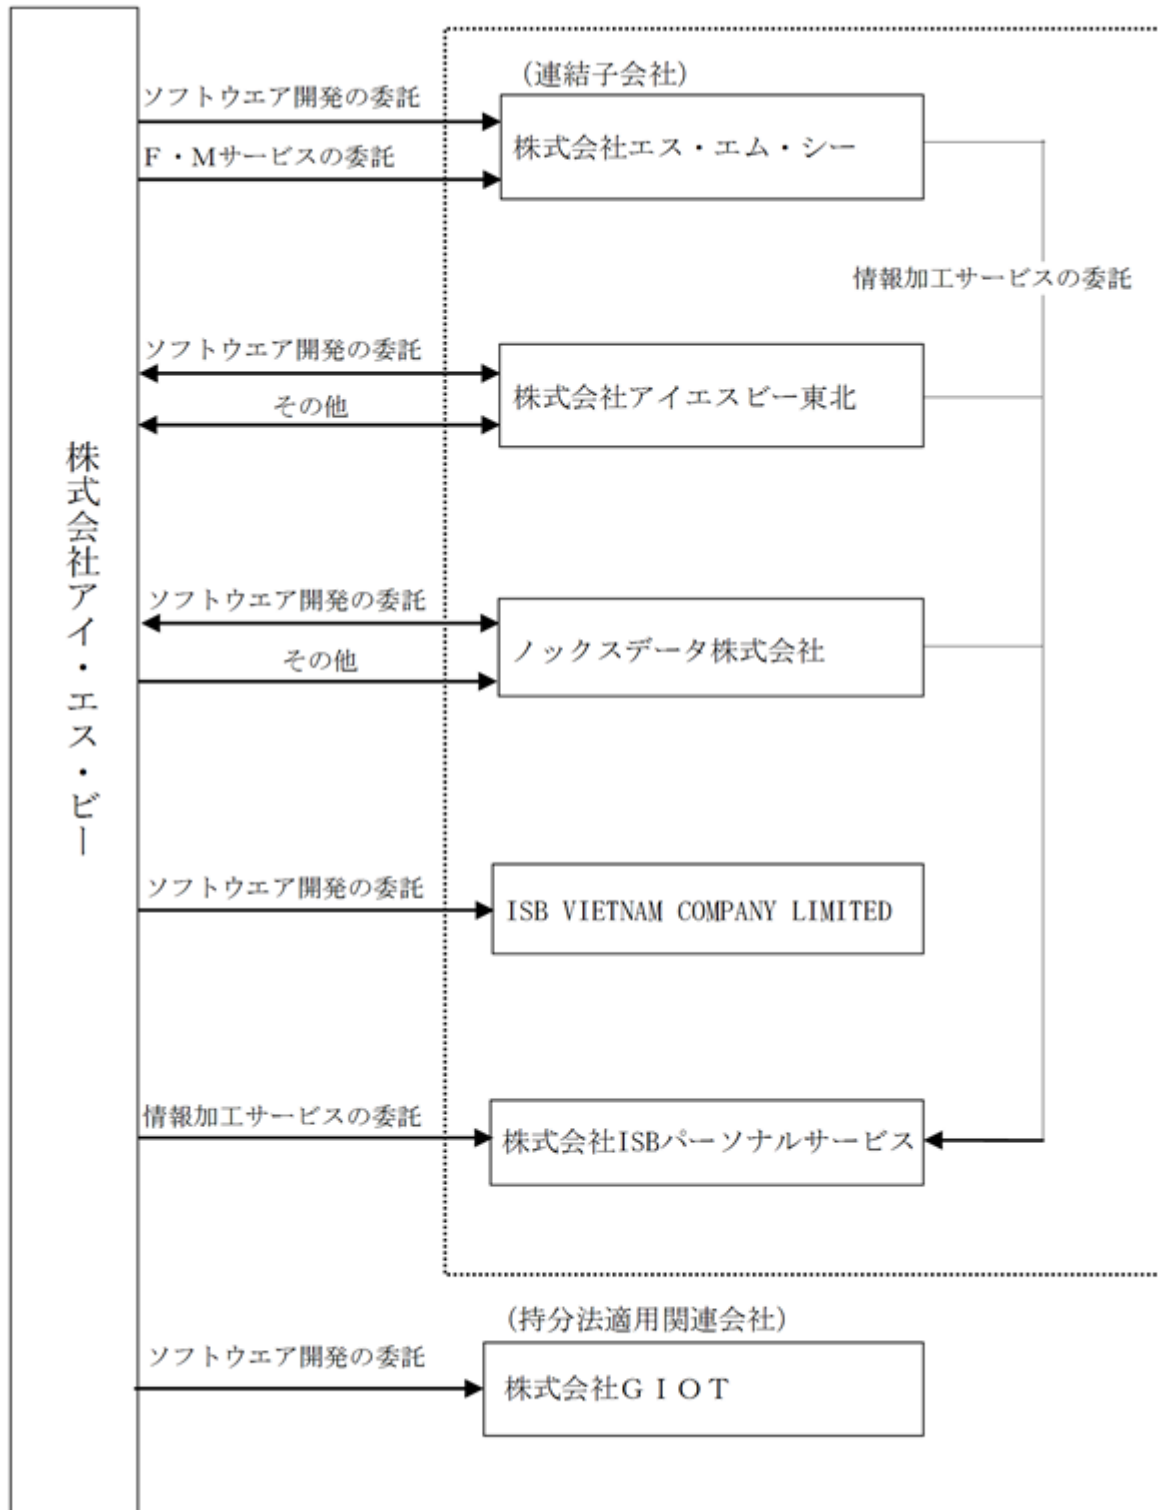 株式会社アイ・エス・ビー
（連結子会社）
ソフトウエア開発の委託
Ｆ・Ｍサービスの委託
株式会社エス・エム・シー
情報加工サービスの委託
ソフトウエア開発の委託
その他
株式会社アイエスビー東北
ソフトウエア開発の委託
その他
ノックスデータ株式会社
ソフトウエア開発の委託
ISB VIETNAM COMPANY LIMITED
情報加工サービスの委託
株式会社ISBパーソナルサービス
（持分法適用関連会社）
ソフトウエア開発の委託
株式会社ＧＩＯＴ